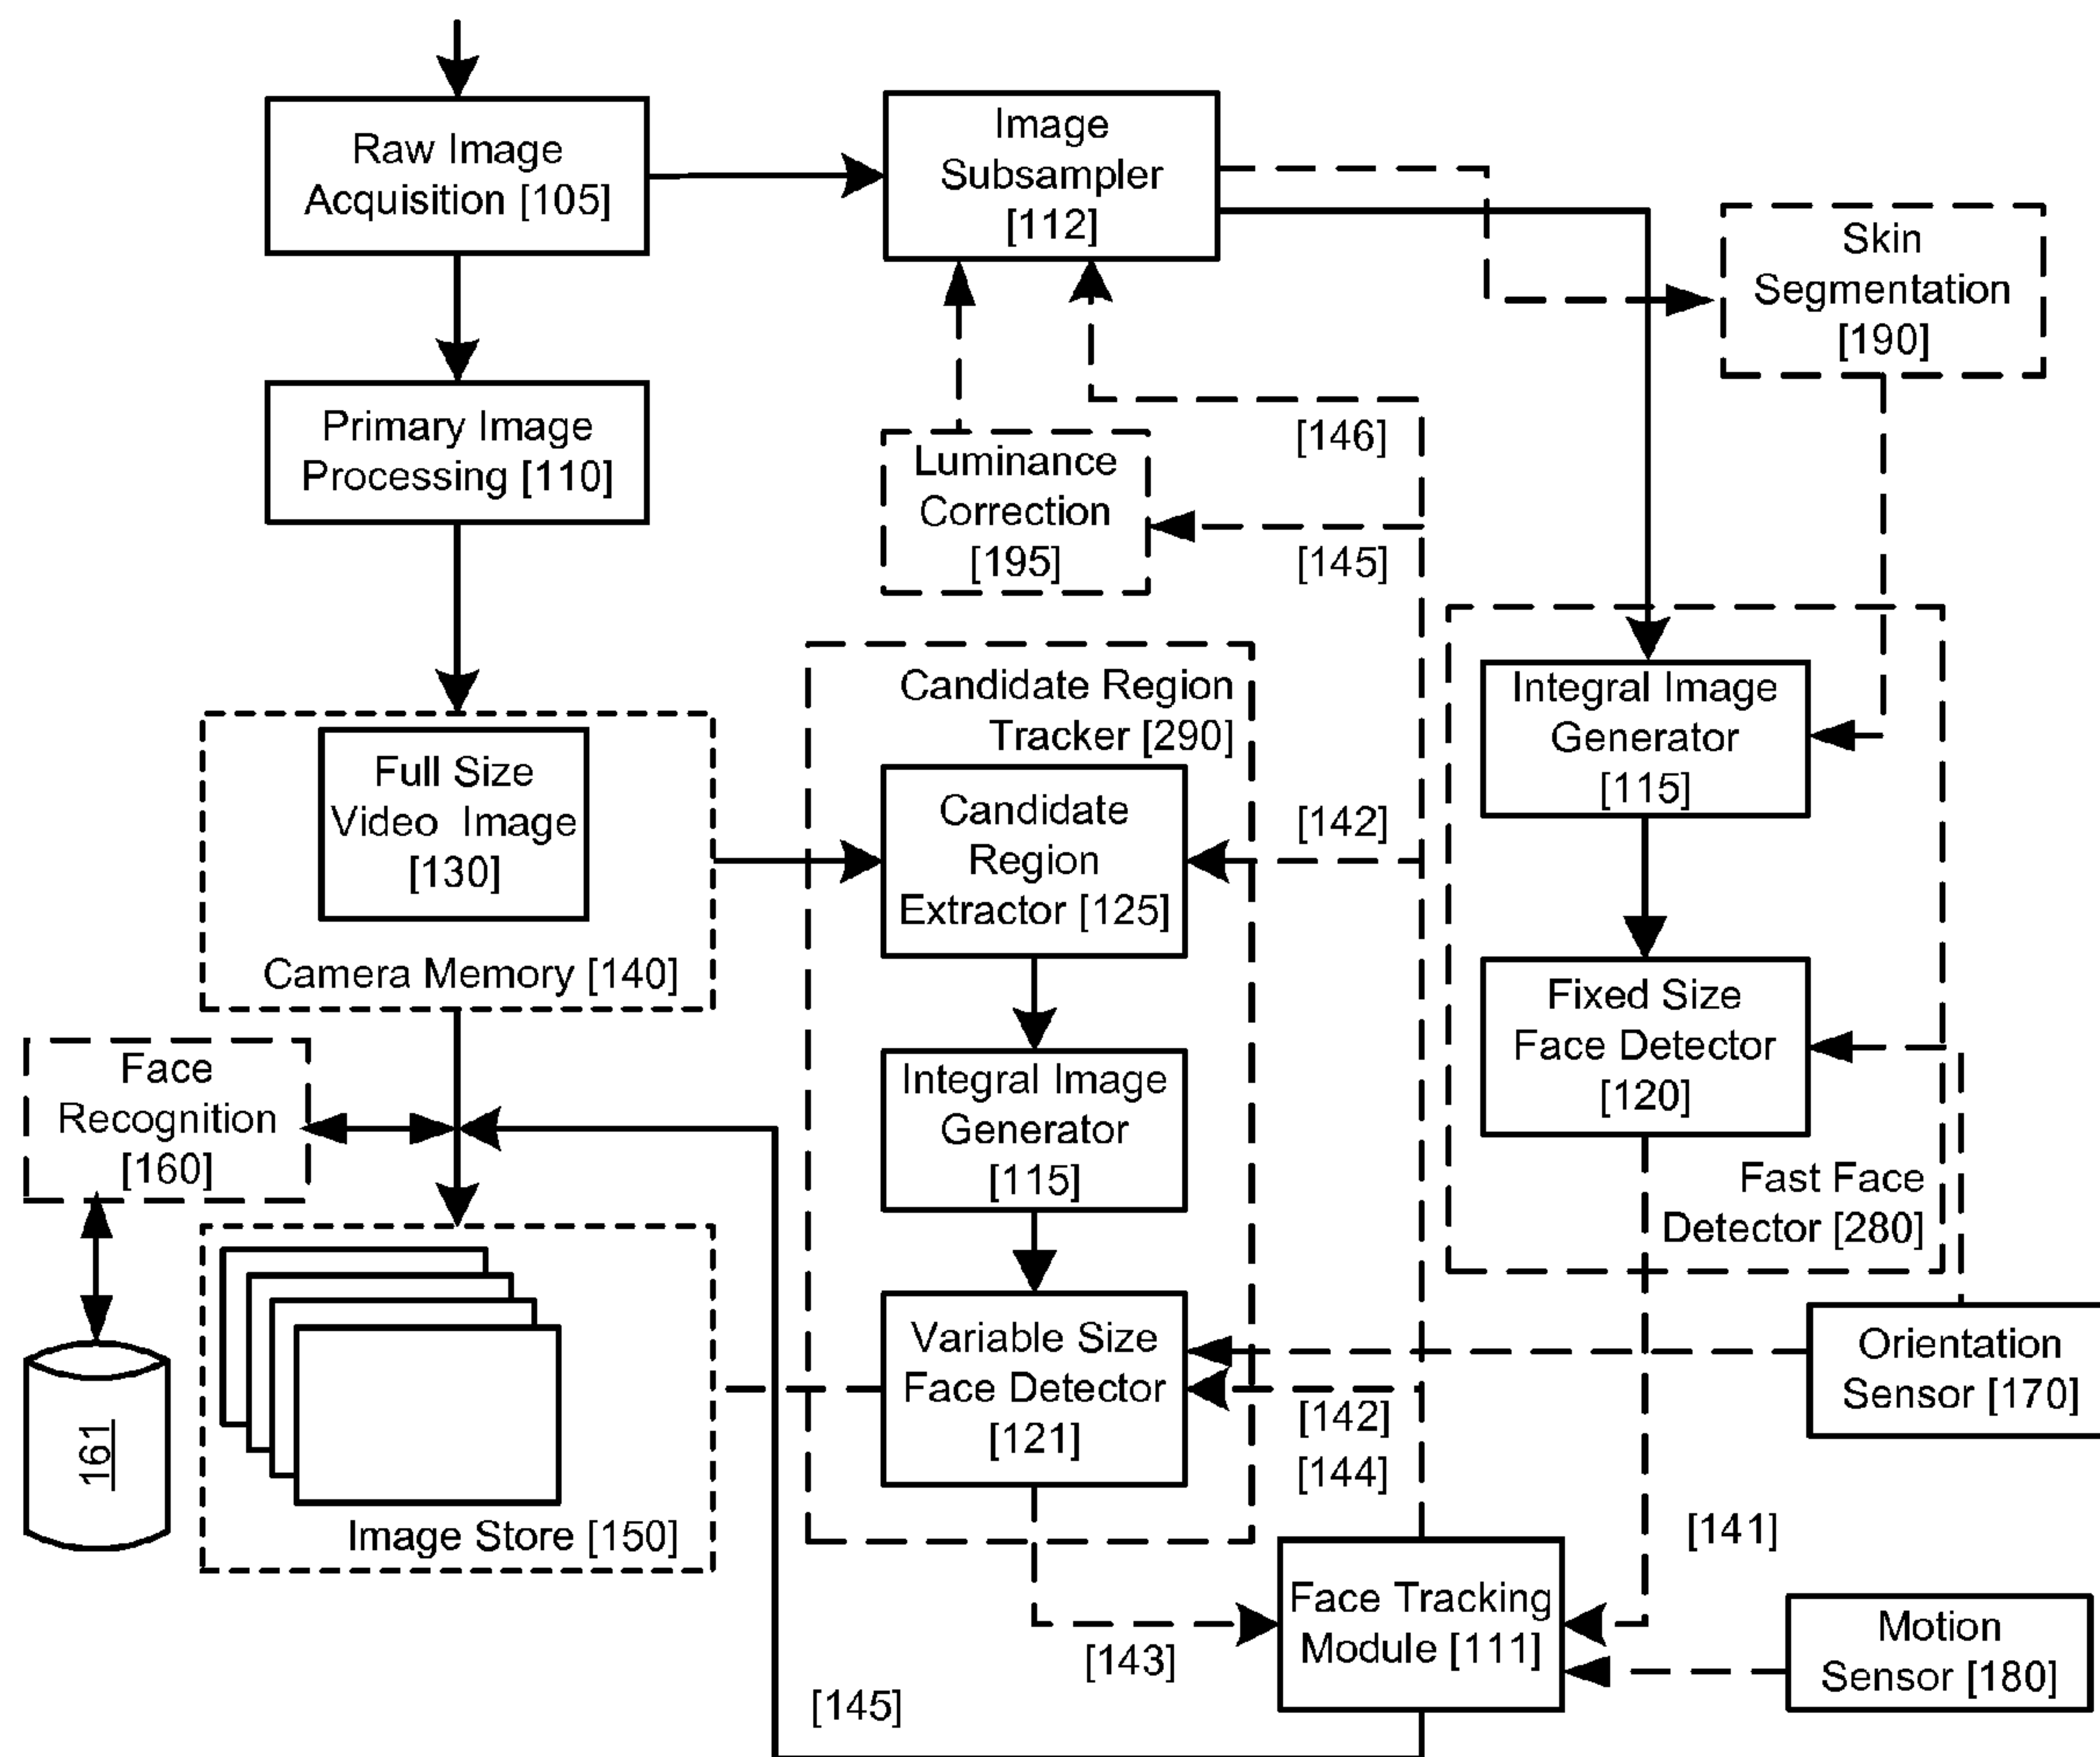 Raw Image
Acquisition [105]
Image
Subsampler
[112]
Skin
Segmentation
[190]
Primary Image
Processing [110]
[146]
Luminance
Correction
[195]
[145]
Candidate Region
Tracker [290]
Integral Image
Generator
[115]
Full Size
Video Image
[130]
Camera Memory [140]
Candidate
Region
Extractor [125]
[142]
Fixed Size
Face Detector
[120]
Fast Face
Detector [280]
Face
Recognition
[160]
Integral Image
Generator
[115]
161
Image Store [150]
Variable Size
Face Detector
[121]
[142]
[144]
Orientation
Sensor [170]
[141]
[143]
Face Tracking
Module [111]
Motion
Sensor [180]
[145]